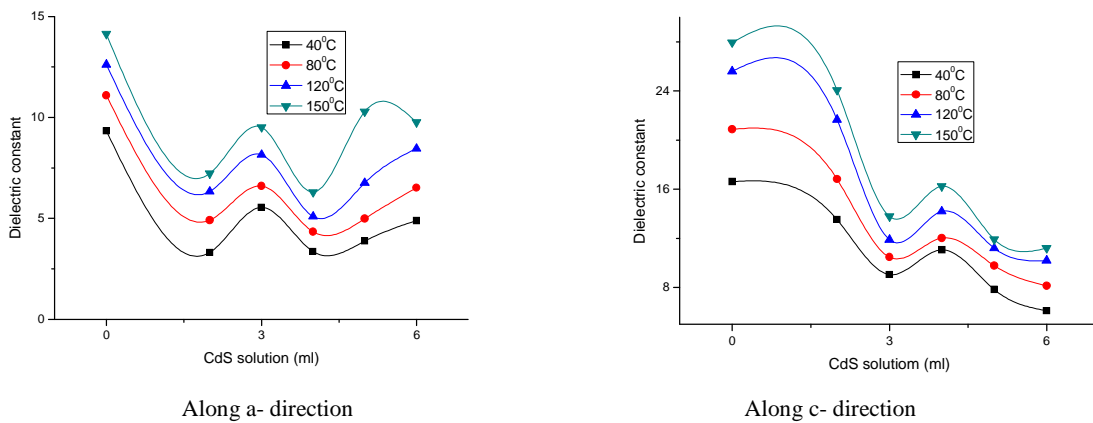 15
10
5
0
Dielectric constant
40⁰C
80⁰C
120⁰C
150⁰C
0
3
6
CdS solution (ml)
Along a- direction
24
16
8
Dielectric constant
40⁰C
80⁰C
120⁰C
150⁰C
0
3
6
CdS solutiom (ml)
Along c- direction